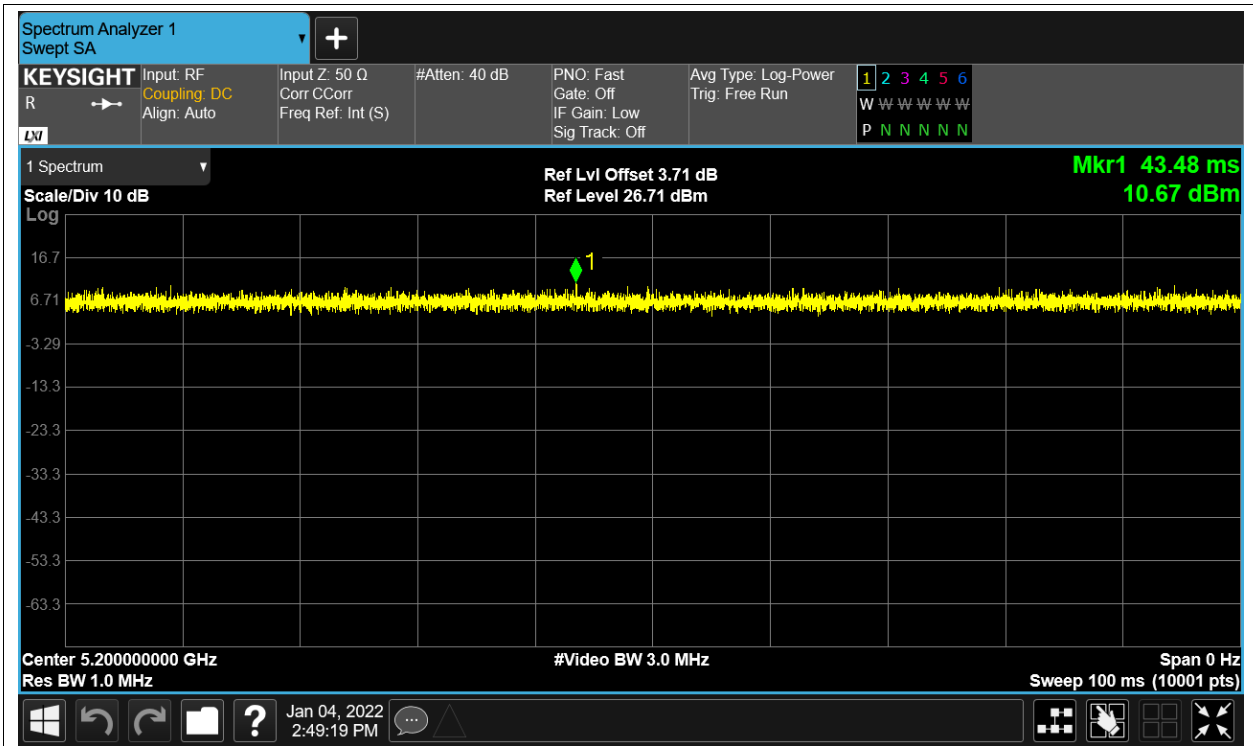 Spectrum Analyzer 1
Swept SA
KEYSIGHT Input: RF Input Z: 50 Ω #Atten: 40 dB PNO: Fast Avg Type: Log-Power 1 2 3 4 5 6
R Coupling: DC Corr CCorr Gate: Off Trig: Free Run W W W W W W
Align: Auto Freq Ref: Int (S) IF Gain: Low
LXI Sig Track: Off P N N N N N
1 Spectrum Ref Lvl Offset 3.71 dB Mkr1 43.48 ms
Scale/Div 10 dB Ref Level 26.71 dBm 10.67 dBm
Log
16.7 1
6.71
-3.29
-13.3
-23.3
-33.3
-43.3
-53.3
-63.3
Center 5.200000000 GHz #Video BW 3.0 MHz Span 0 Hz
Res BW 1.0 MHz Sweep 100 ms (10001 pts)
? Jan 04, 2022
2:49:19 PM